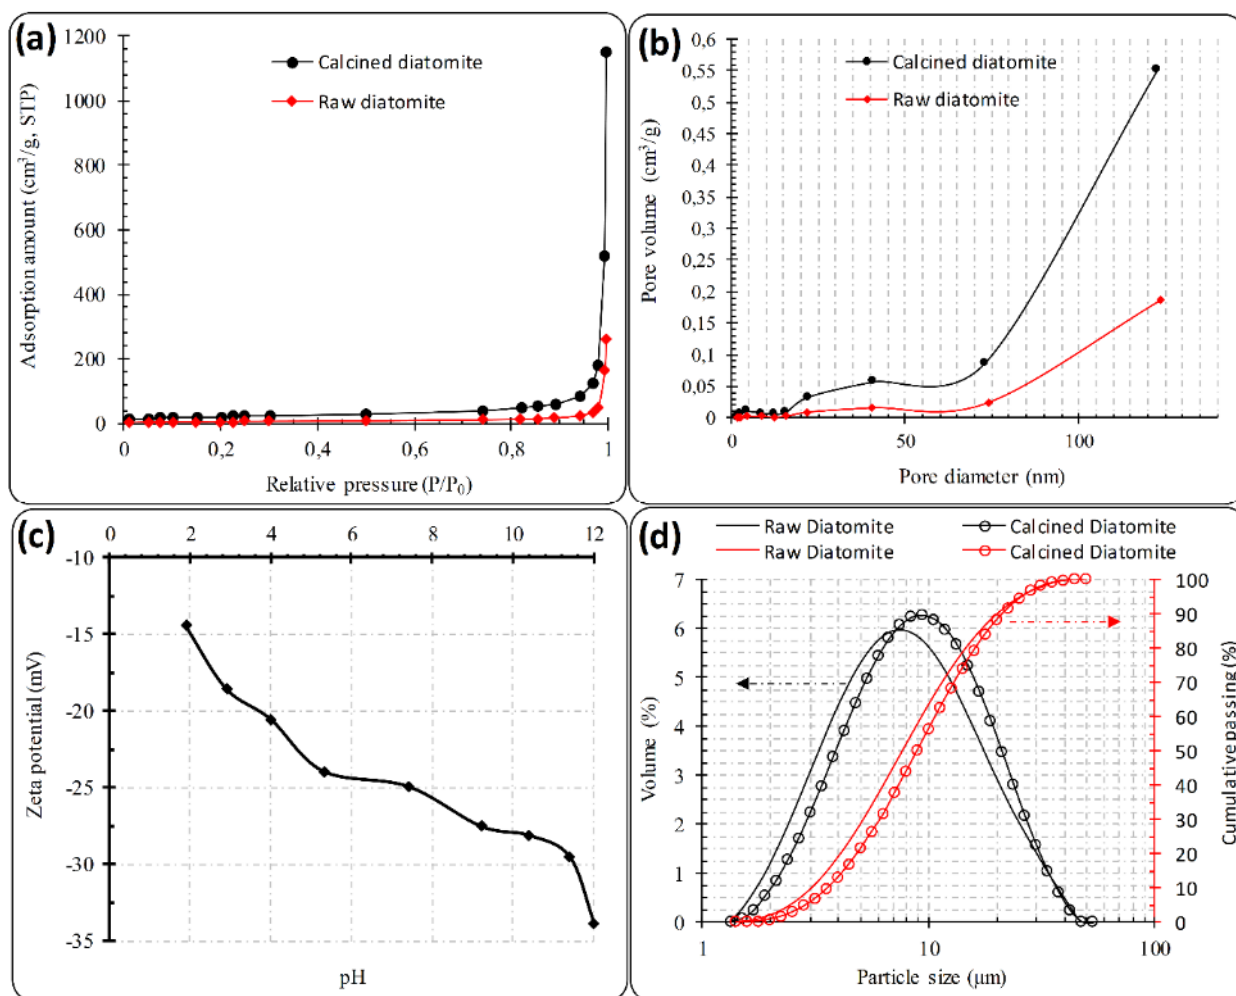 (a)
1200
1000
800
600
400
200
0
Adsorption amount (cm³/g, STP)
Calcined diatomite
Raw diatomite
0 0,2 0,4 0,6 0,8 1
Relative pressure (P/P₀)
(b)
0,6
0,55
0,5
0,45
0,4
0,35
0,3
0,25
0,2
0,15
0,1
0,05
0
Pore volume (cm³/g)
Calcined diatomite
Raw diatomite
0 50 100
Pore diameter (nm)
(c)
0 2 4 6 8 10 12
-10
-15
-20
-25
-30
-35
Zeta potential (mV)
pH
(d)
Raw Diatomite Calcined Diatomite
Raw Diatomite Calcined Diatomite
7
6
5
4
3
2
1
0
Volume (%)
100
90
80
70
60
50
40
30
20
10
0
Cumulative passing (%)
1 10 100
Particle size (μm)